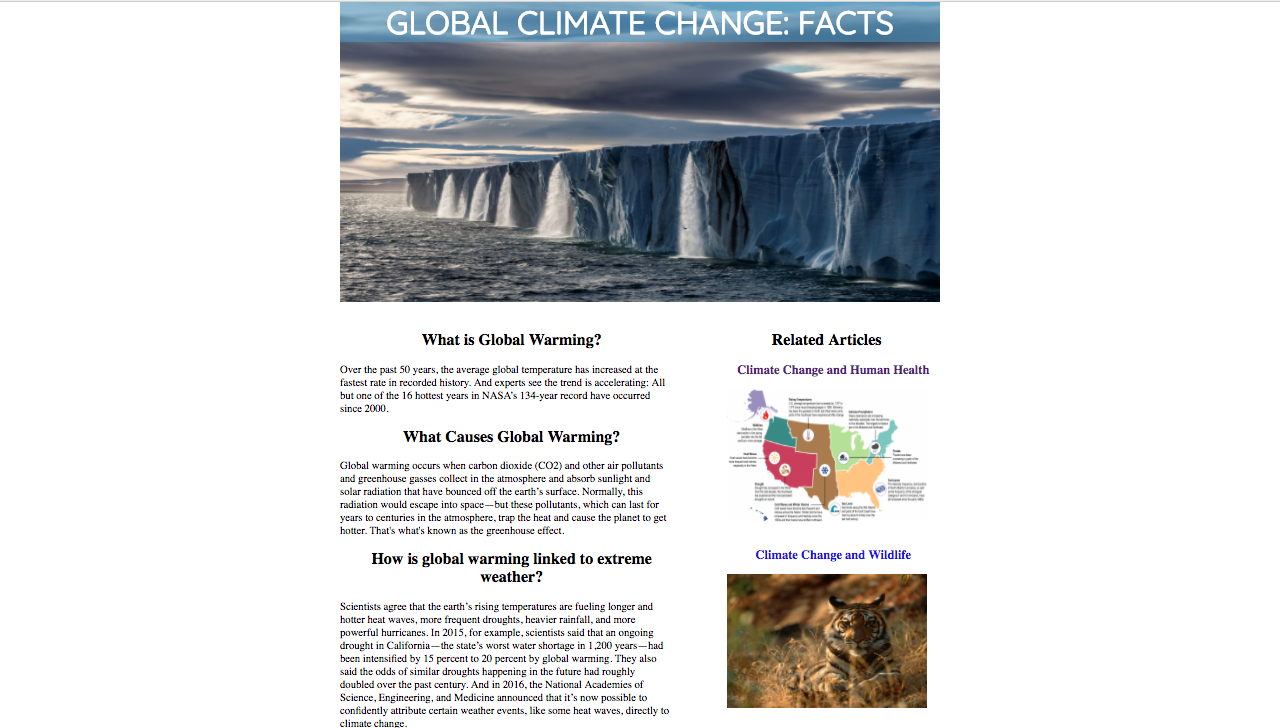 GLOBAL CLIMATE CHANGE: FACTS
What is Global Warming?
Over the past 50 years, the average global temperature has increased at the
fastest rate in recorded history. And experts see the trend is accelerating: All
but one of the 16 hottest years in NASA's 134-year record have occurred
since 2000.
What Causes Global Warming?
Global warming occurs when carbon dioxide (CO2) and other air pollutants
and greenhouse gasses collect in the atmosphere and absorb sunlight and
solar radiation that have bounced off the earth's surface. Normally, this
radiation would escape into space—but these pollutants, which can last for
years to centuries in the atmosphere, trap the heat and cause the planet to get
hotter. That's what's known as the greenhouse effect.
How is global warming linked to extreme
weather?
Scientists agree that the earth's rising temperatures are fueling longer and
hotter heat waves, more frequent droughts, heavier rainfall, and more
powerful hurricanes. In 2015, for example, scientists said that an ongoing
drought in California—the state's worst water shortage in 1,200 years—had
been intensified by 15 percent to 20 percent by global warming. They also
said the odds of similar droughts happening in the future had roughly
doubled over the past century. And in 2016, the National Academies of
Science, Engineering, and Medicine announced that it's now possible to
confidently attribute certain weather events, like some heat waves, directly to
climate change.
Related Articles
Climate Change and Human Health
Climate Change and Wildlife